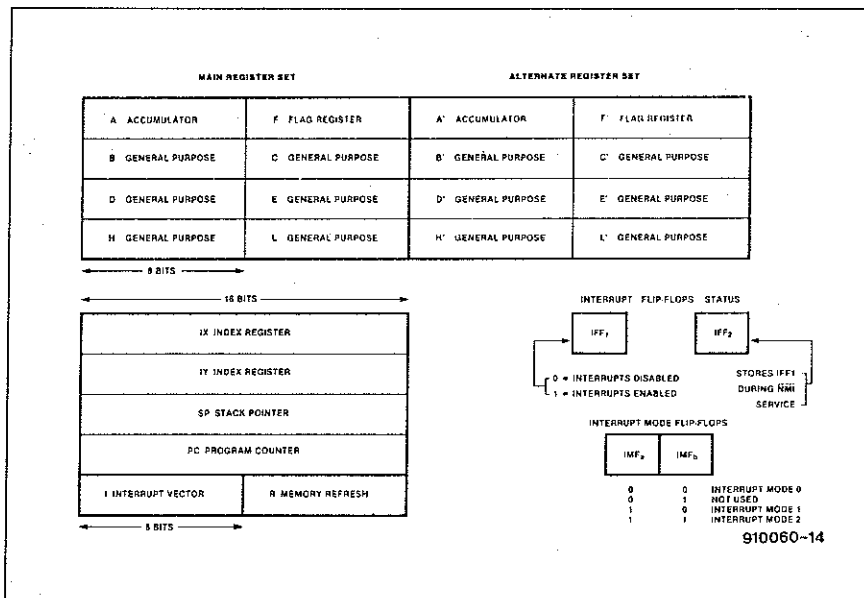 MAIN REGISTER SET
ALTERNATE REGISTER SET
A ACCUMULATOR
F FLAG REGISTER
A' ACCUMULATOR
F' FLAG REGISTER
B GENERAL PURPOSE
C GENERAL PURPOSE
B' GENERAL PURPOSE
C' GENERAL PURPOSE
D GENERAL PURPOSE
E GENERAL PURPOSE
D' GENERAL PURPOSE
E' GENERAL PURPOSE
H GENERAL PURPOSE
L GENERAL PURPOSE
H' GENERAL PURPOSE
L' GENERAL PURPOSE
8 BITS
16 BITS
IX INDEX REGISTER
IY INDEX REGISTER
SP STACK POINTER
PC PROGRAM COUNTER
I INTERRUPT VECTOR
R MEMORY REFRESH
8 BITS
INTERRUPT FLIP-FLOPS STATUS
IFF₁
IFF₂
0 = INTERRUPTS DISABLED
1 = INTERRUPTS ENABLED
STORES IFF1
DURING N̅M̅I̅
SERVICE
INTERRUPT MODE FLIP-FLOPS
IMFₐ
IMF_b
0 0 INTERRUPT MODE 0
0 1 NOT USED
1 0 INTERRUPT MODE 1
1 1 INTERRUPT MODE 2
910060-14